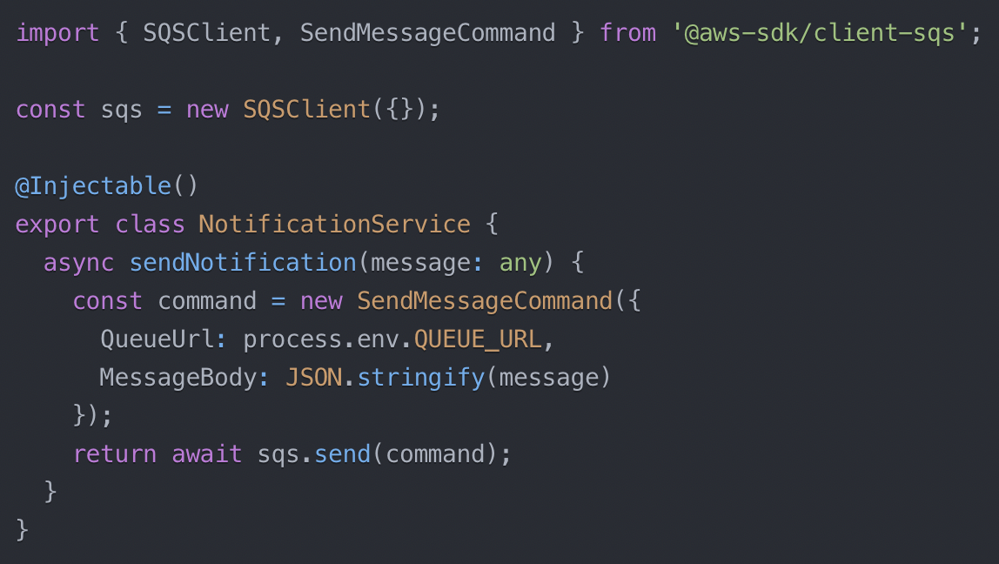 import { SQSClient, SendMessageCommand } from '@aws-sdk/client-sqs';

const sqs = new SQSClient({});

@Injectable()
export class NotificationService {
  async sendNotification(message: any) {
    const command = new SendMessageCommand({
      QueueUrl: process.env.QUEUE_URL,
      MessageBody: JSON.stringify(message)
    });
    return await sqs.send(command);
  }
}